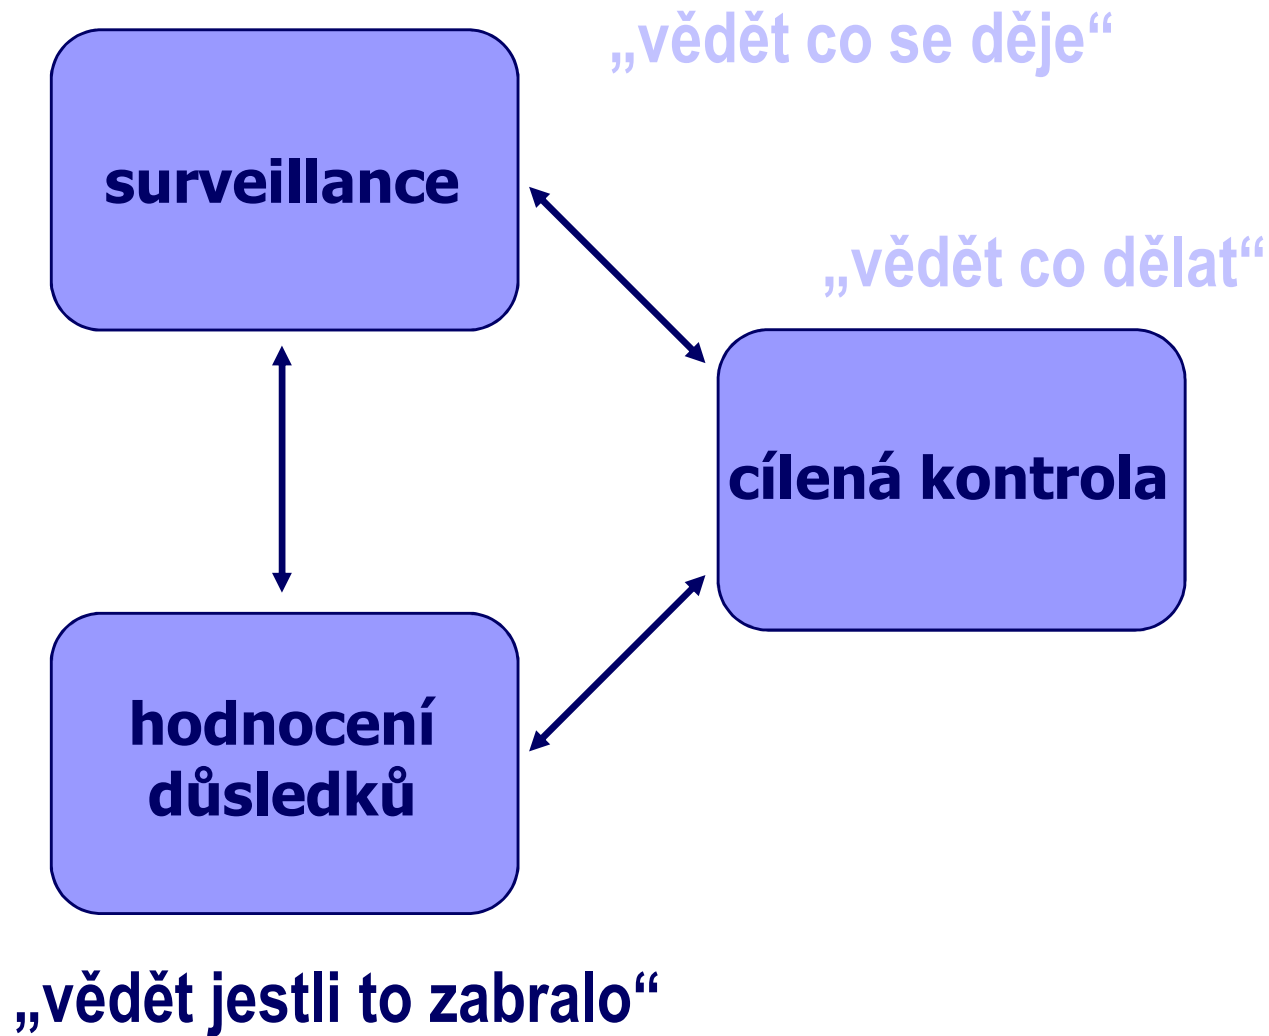 „vědět co se děje“
surveillance
„vědět co dělat“
cílená kontrola
hodnocení
důsledků
„vědět jestli to zabralo“